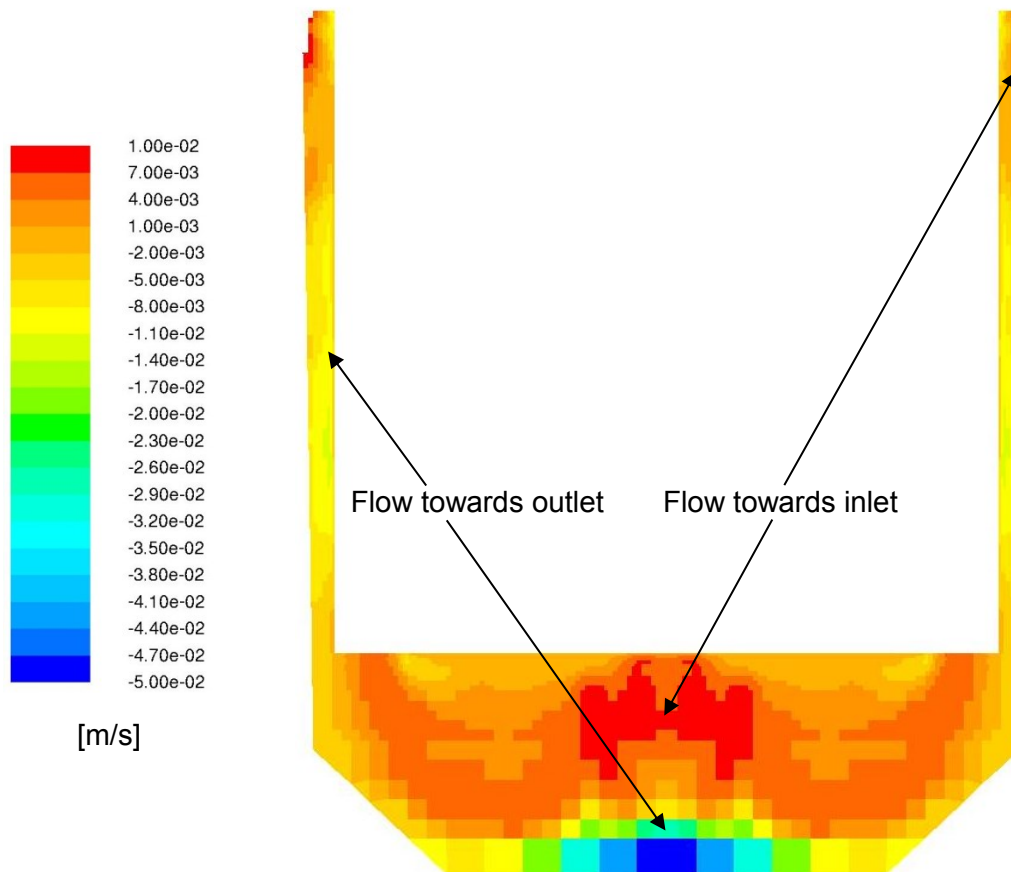 1.00e-02
7.00e-03
4.00e-03
1.00e-03
-2.00e-03
-5.00e-03
-8.00e-03
-1.10e-02
-1.40e-02
-1.70e-02
-2.00e-02
-2.30e-02
-2.60e-02
-2.90e-02
-3.20e-02
-3.50e-02
-3.80e-02
-4.10e-02
-4.40e-02
-4.70e-02
-5.00e-02
[m/s]
Flow towards outlet
Flow towards inlet